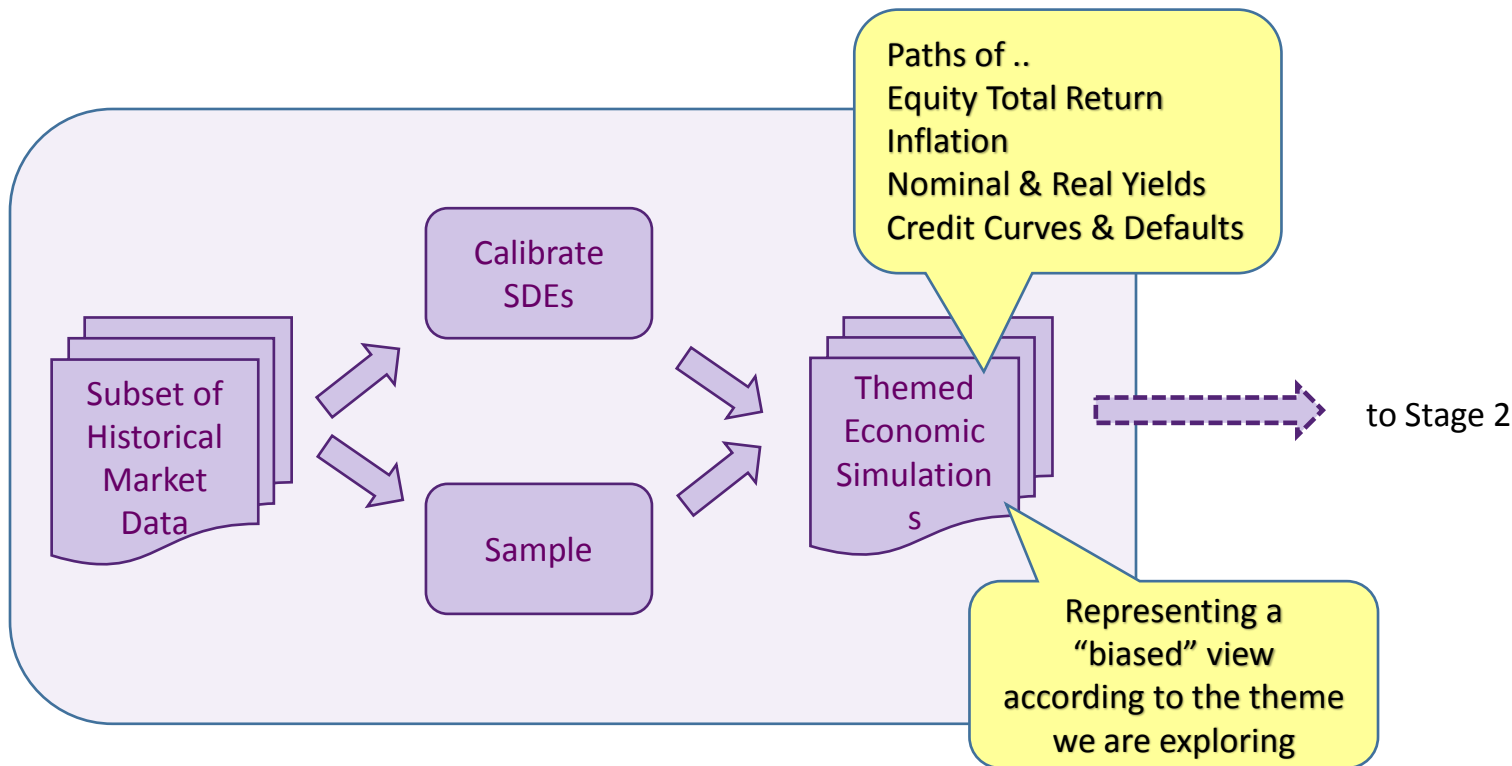 Paths of ..
Equity Total Return
Inflation
Nominal & Real Yields
Credit Curves & Defaults
Calibrate
SDEs
Subset of
Historical
Market
Data
Sample
Themed
Economic
Simulation
s
to Stage 2
Representing a
“biased” view
according to the theme
we are exploring